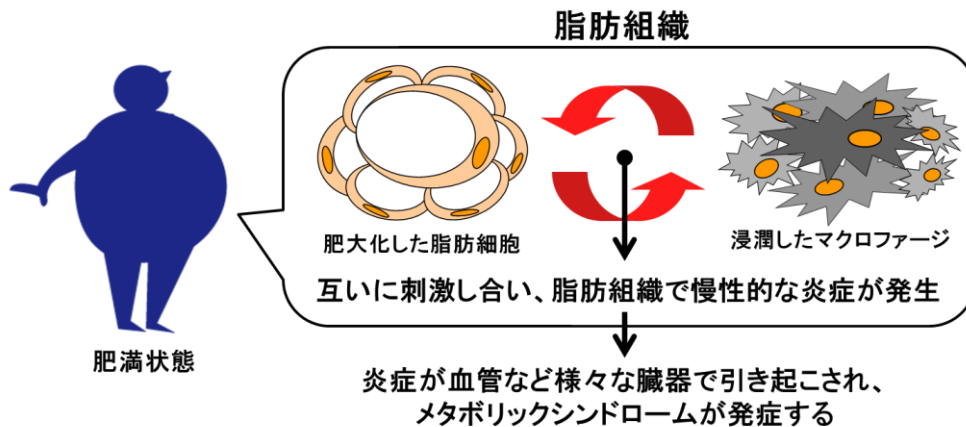 脂肪組織
肥大化した脂肪細胞
浸潤したマクロファージ
互いに刺激し合い、脂肪組織で慢性的な炎症が発生
肥満状態
炎症が血管など様々な臓器で引き起こされ、
メタボリックシンドロームが発症する